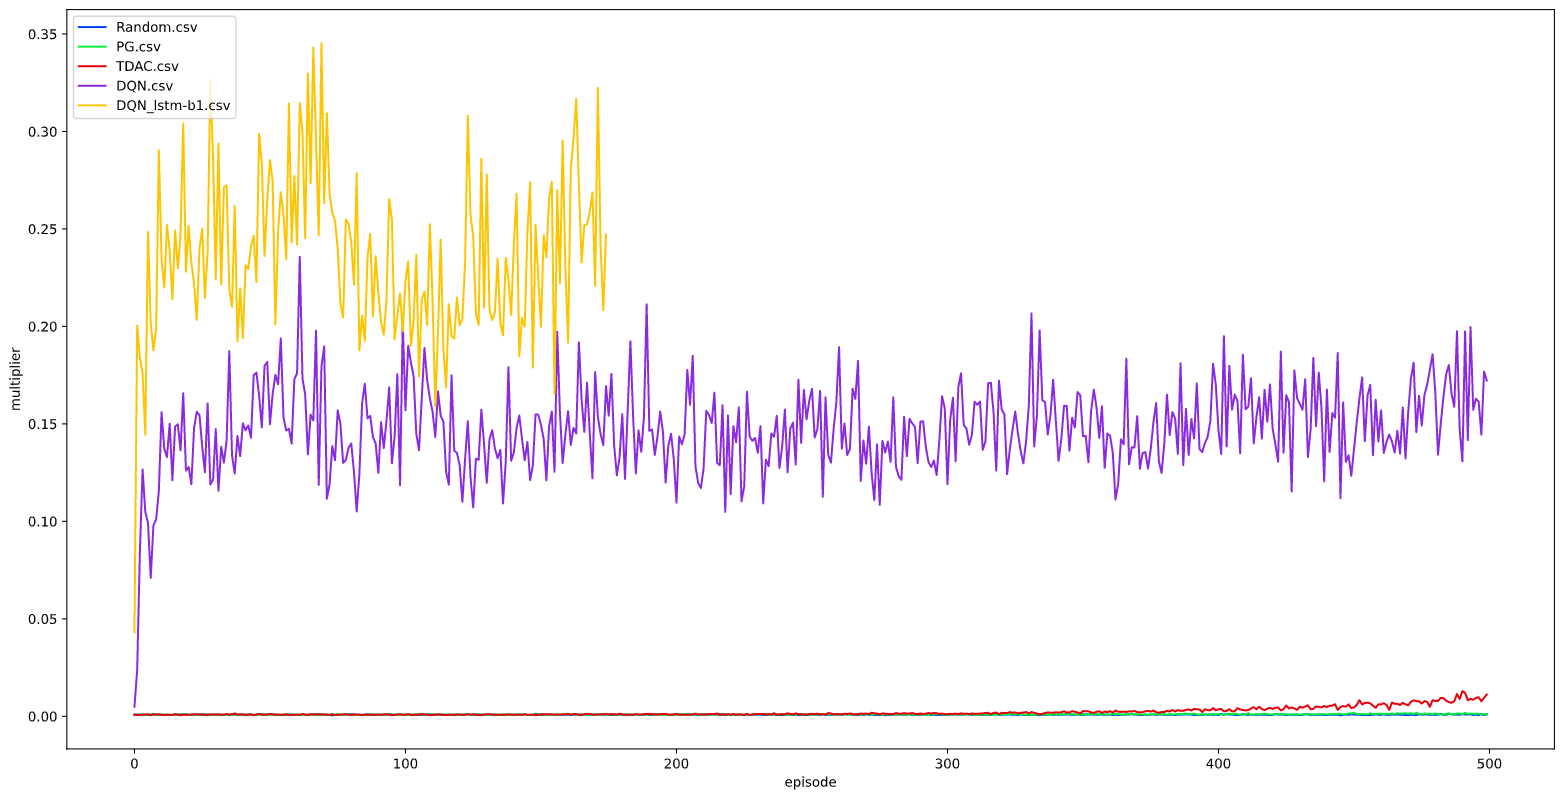 Random.csv
PG.csv
TDAC.csv
DQN.csv
DQN_lstm-b1.csv
0.35
0.30
0.25
0.20
0.15
0.10
0.05
0.00
multiplier
0 100 200 300 400 500
episode